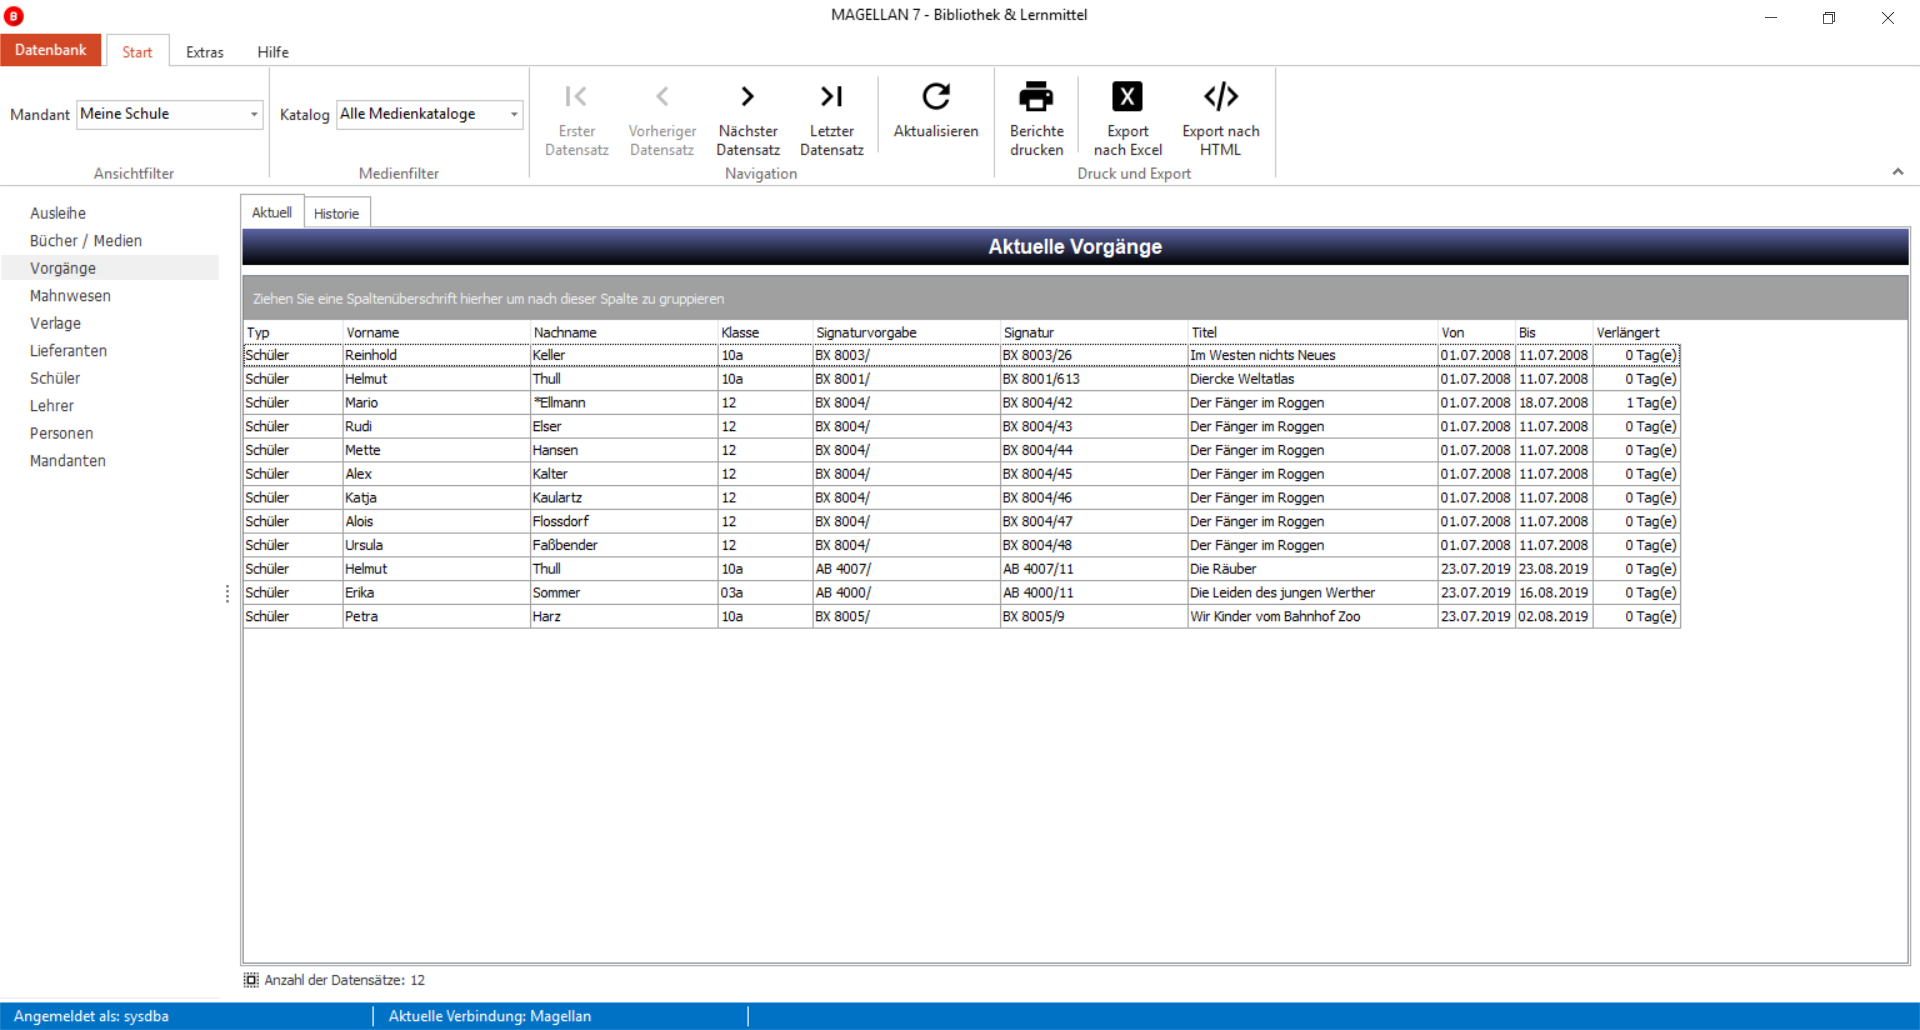 MAGELLAN 7 - Bibliothek & Lernmittel
Datenbank Start Extras Hilfe
Mandant Meine Schule Katalog Alle Medienkataloge
Erster Datensatz Vorheriger Datensatz Nächster Datensatz Letzter Datensatz Aktualisieren Berichte drucken Export nach Excel Export nach HTML
Ansichtfilter Medienfilter Navigation Druck und Export
Ausleihe
Bücher / Medien
Vorgänge
Mahnwesen
Verlage
Lieferanten
Schüler
Lehrer
Personen
Mandanten
Aktuell Historie
Aktuelle Vorgänge
Ziehen Sie eine Spaltenüberschrift hierher um nach dieser Spalte zu gruppieren
Typ Vorname Nachname Klasse Signaturvorgabe Signatur Titel Von Bis Verlängert
Schüler Reinhold Keller 10a BX 8003/ BX 8003/26 Im Westen nichts Neues 01.07.2008 11.07.2008 0 Tag(e)
Schüler Helmut Thull 10a BX 8001/ BX 8001/613 Diercke Weltatlas 01.07.2008 11.07.2008 0 Tag(e)
Schüler Mario *Ellmann 12 BX 8004/ BX 8004/42 Der Fänger im Roggen 01.07.2008 18.07.2008 1 Tag(e)
Schüler Rudi Elser 12 BX 8004/ BX 8004/43 Der Fänger im Roggen 01.07.2008 11.07.2008 0 Tag(e)
Schüler Mette Hansen 12 BX 8004/ BX 8004/44 Der Fänger im Roggen 01.07.2008 11.07.2008 0 Tag(e)
Schüler Alex Kalter 12 BX 8004/ BX 8004/45 Der Fänger im Roggen 01.07.2008 11.07.2008 0 Tag(e)
Schüler Katja Kaulartz 12 BX 8004/ BX 8004/46 Der Fänger im Roggen 01.07.2008 11.07.2008 0 Tag(e)
Schüler Alois Flossdorf 12 BX 8004/ BX 8004/47 Der Fänger im Roggen 01.07.2008 11.07.2008 0 Tag(e)
Schüler Ursula Faßbender 12 BX 8004/ BX 8004/48 Der Fänger im Roggen 01.07.2008 11.07.2008 0 Tag(e)
Schüler Helmut Thull 10a AB 4007/ AB 4007/11 Die Räuber 23.07.2019 23.08.2019 0 Tag(e)
Schüler Erika Sommer 03a AB 4000/ AB 4000/11 Die Leiden des jungen Werther 23.07.2019 16.08.2019 0 Tag(e)
Schüler Petra Harz 10a BX 8005/ BX 8005/9 Wir Kinder vom Bahnhof Zoo 23.07.2019 02.08.2019 0 Tag(e)
Anzahl der Datensätze: 12
Angemeldet als: sysdba Aktuelle Verbindung: Magellan